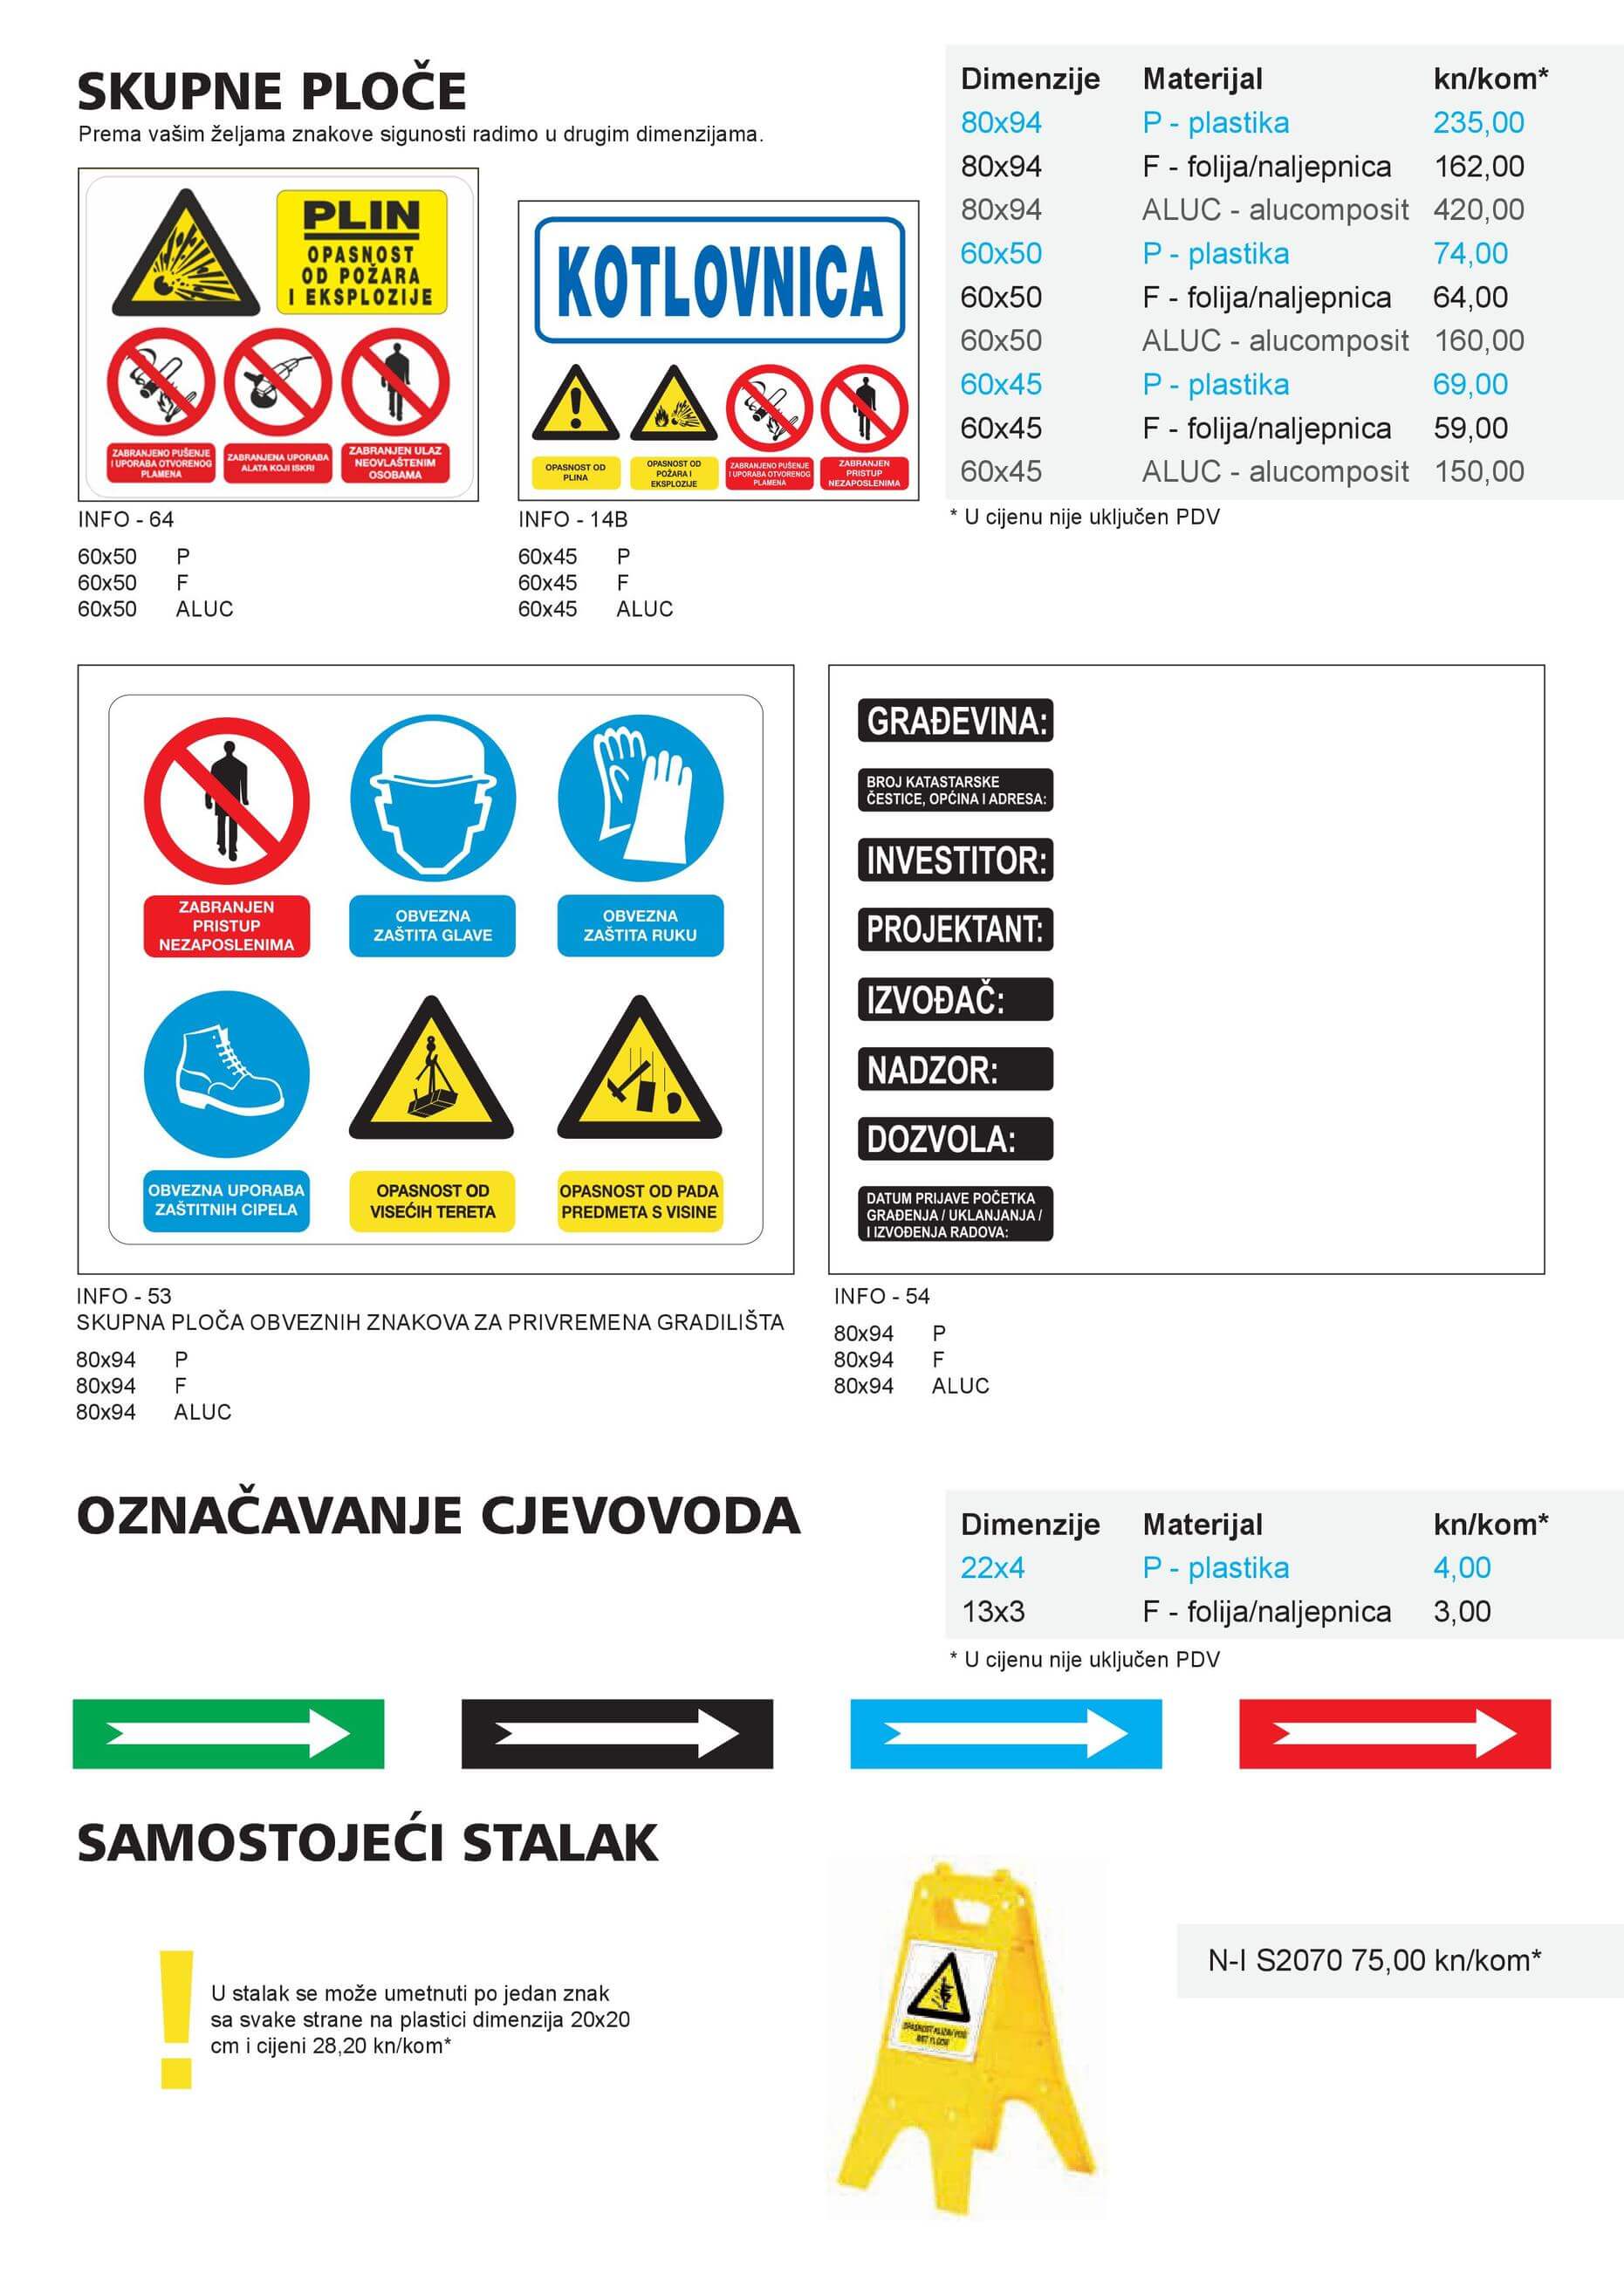 SKUPNE PLOČE
Prema vašim željama znakove sigunosti radimo u drugim dimenzijama.
Dimenzije Materijal kn/kom*
80x94 P - plastika 235,00
80x94 F - folija/naljepnica 162,00
80x94 ALUC - alucomposit 420,00
60x50 P - plastika 74,00
60x50 F - folija/naljepnica 64,00
60x50 ALUC - alucomposit 160,00
60x45 P - plastika 69,00
60x45 F - folija/naljepnica 59,00
60x45 ALUC - alucomposit 150,00
* U cijenu nije uključen PDV
PLIN
OPASNOST
OD POŽARA
I EKSPLOZIJE
ZABRANJENO PUŠENJE
I UPORABA OTVORENOG
PLAMENA
ZABRANJENA UPORABA
ALATA KOJI ISKRI
ZABRANJEN ULAZ
NEOVLAŠTENIM
OSOBAMA
INFO - 64
60x50 P
60x50 F
60x50 ALUC
KOTLOVNICA
OPASNOST OD
PLINA
OPASNOST OD
POŽARA I
EKSPLOZIJE
ZABRANJENO PUŠENJE
I UPORABA OTVORENOG
PLAMENA
ZABRANJEN
PRISTUP
NEZAPOSLENIMA
INFO - 14B
60x45 P
60x45 F
60x45 ALUC
ZABRANJEN
PRISTUP
NEZAPOSLENIMA
OBVEZNA
ZAŠTITA GLAVE
OBVEZNA
ZAŠTITA RUKU
OBVEZNA UPORABA
ZAŠTITNIH CIPELA
OPASNOST OD
VISEĆIH TERETA
OPASNOST OD PADA
PREDMETA S VISINE
INFO - 53
SKUPNA PLOČA OBVEZNIH ZNAKOVA ZA PRIVREMENA GRADILIŠTA
80x94 P
80x94 F
80x94 ALUC
GRAĐEVINA:
BROJ KATASTARSKE
ČESTICE, OPĆINA I ADRESA:
INVESTITOR:
PROJEKTANT:
IZVOĐAČ:
NADZOR:
DOZVOLA:
DATUM PRIJAVE POČETKA
GRAĐENJA / UKLANJANJA /
I IZVOĐENJA RADOVA:
INFO - 54
80x94 P
80x94 F
80x94 ALUC
OZNAČAVANJE CJEVOVODA
Dimenzije Materijal kn/kom*
22x4 P - plastika 4,00
13x3 F - folija/naljepnica 3,00
* U cijenu nije uključen PDV
SAMOSTOJEĆI STALAK
U stalak se može umetnuti po jedan znak
sa svake strane na plastici dimenzija 20x20
cm i cijeni 28,20 kn/kom*
N-I S2070 75,00 kn/kom*